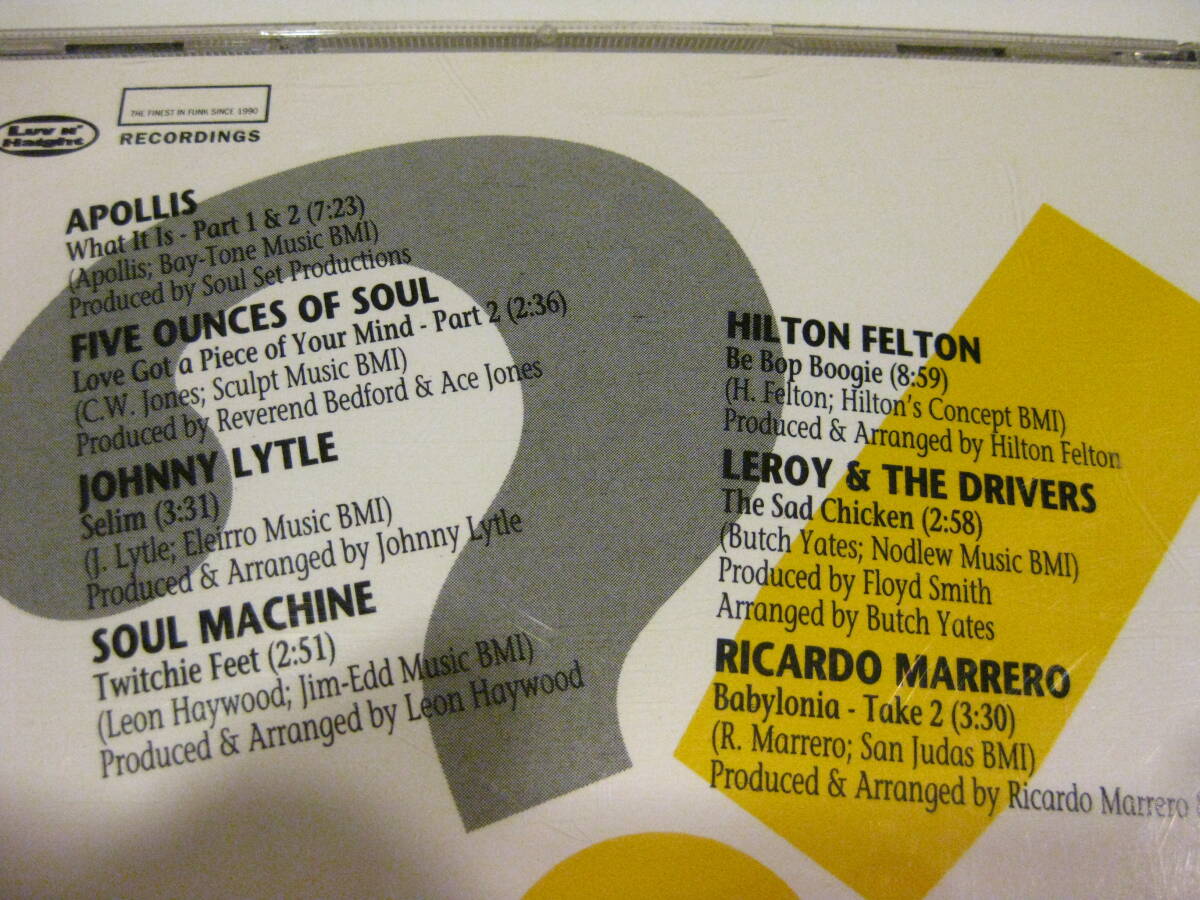 Luv N'
Haight
THE FINEST IN FUNK SINCE 1990
RECORDINGS
APOLLIS
What It Is - Part 1 & 2 (7:23)
(Apollis; Bay-Tone Music BMI)
Produced by Soul Set Productions
FIVE OUNCES OF SOUL
Love Got a Piece of Your Mind - Part 2 (2:36)
(C.W. Jones; Sculpt Music BMI)
Produced by Reverend Bedford & Ace Jones
JOHNNY LYTLE
Selim (3:31)
(J. Lytle; Eleirro Music BMI)
Produced & Arranged by Johnny Lytle
SOUL MACHINE
Twitchie Feet (2:51)
(Leon Haywood; Jim-Edd Music BMI)
Produced & Arranged by Leon Haywood
HILTON FELTON
Be Bop Boogie (8:59)
(H. Felton; Hilton's Concept BMI)
Produced & Arranged by Hilton Felton
LEROY & THE DRIVERS
The Sad Chicken (2:58)
(Butch Yates; Nodlew Music BMI)
Produced by Floyd Smith
Arranged by Butch Yates
RICARDO MARRERO
Babylonia - Take 2 (3:30)
(R. Marrero; San Judas BMI)
Produced & Arranged by Ricardo Marrero